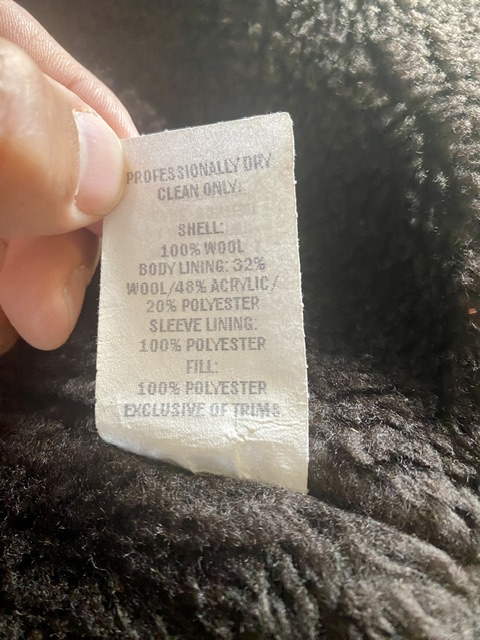 PROFESSIONALLY DRY
CLEAN ONLY.
SHELL:
100% WOOL
BODY LINING: 32%
WOOL/48% ACRYLIC/
20% POLYESTER
SLEEVE LINING:
100% POLYESTER
FILL:
100% POLYESTER
EXCLUSIVE OF TRIMS